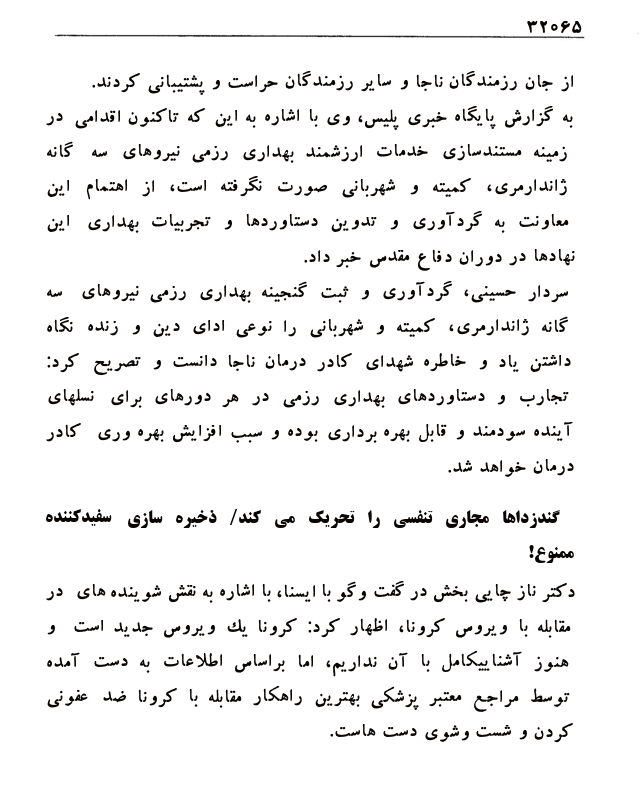 ۳۲۰۶۵
از جان رزمندگان ناجا و سایر رزمندگان حراست و پشتیبانی کردند.
به گزارش پایگاه خبری پلیس، وی با اشاره به این که تاکنون اقدامی در
زمینه مستندسازی خدمات ارزشمند بهداری رزمی نیروهای سه گانه
ژاندارمری، کمیته و شهربانی صورت نگرفته است، از اهتمام این
معاونت به گردآوری و تدوین دستاوردها و تجربیات بهداری این
نهادها در دوران دفاع مقدس خبر داد.
سردار حسینی، گردآوری و ثبت گنجینه بهداری رزمی نیروهای سه
گانه ژاندارمری، کمیته و شهربانی را نوعی ادای دین و زنده نگاه
داشتن یاد و خاطره شهدای کادر درمان ناجا دانست و تصریح کرد:
تجارب و دستاوردهای بهداری رزمی در هر دورهای برای نسلهای
آینده سودمند و قابل بهره برداری بوده و سبب افزایش بهره وری کادر
درمان خواهد شد.
گندزداها مجاری تنفسی را تحریک می کند/ ذخیره سازی سفیدکننده
ممنوع!
دکتر ناز چایی بخش در گفت وگو با ایسنا، با اشاره به نقش شوینده های در
مقابله با ویروس کرونا، اظهار کرد: کرونا یك ویروس جدید است و
هنوز آشناییکامل با آن نداریم، اما براساس اطلاعات به دست آمده
توسط مراجع معتبر پزشکی بهترین راهکار مقابله با کرونا ضد عفونی
کردن و شست وشوی دست هاست.